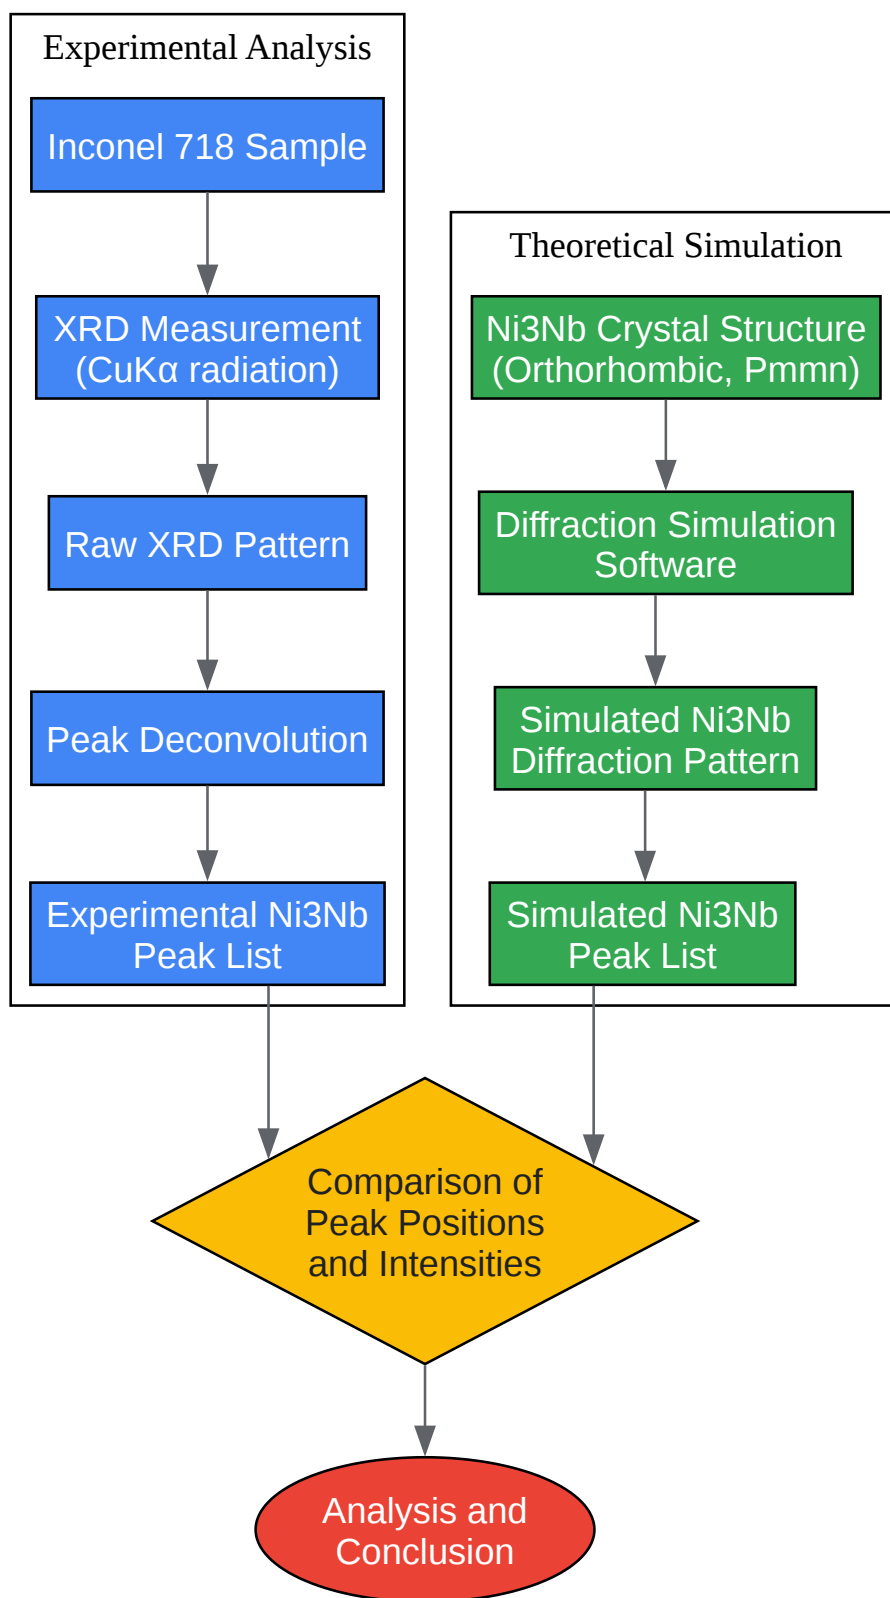 Experimental Analysis
Inconel 718 Sample
XRD Measurement
(CuKα radiation)
Raw XRD Pattern
Peak Deconvolution
Experimental Ni3Nb
Peak List
Theoretical Simulation
Ni3Nb Crystal Structure
(Orthorhombic, Pmmn)
Diffraction Simulation
Software
Simulated Ni3Nb
Diffraction Pattern
Simulated Ni3Nb
Peak List
Comparison of
Peak Positions
and Intensities
Analysis and
Conclusion